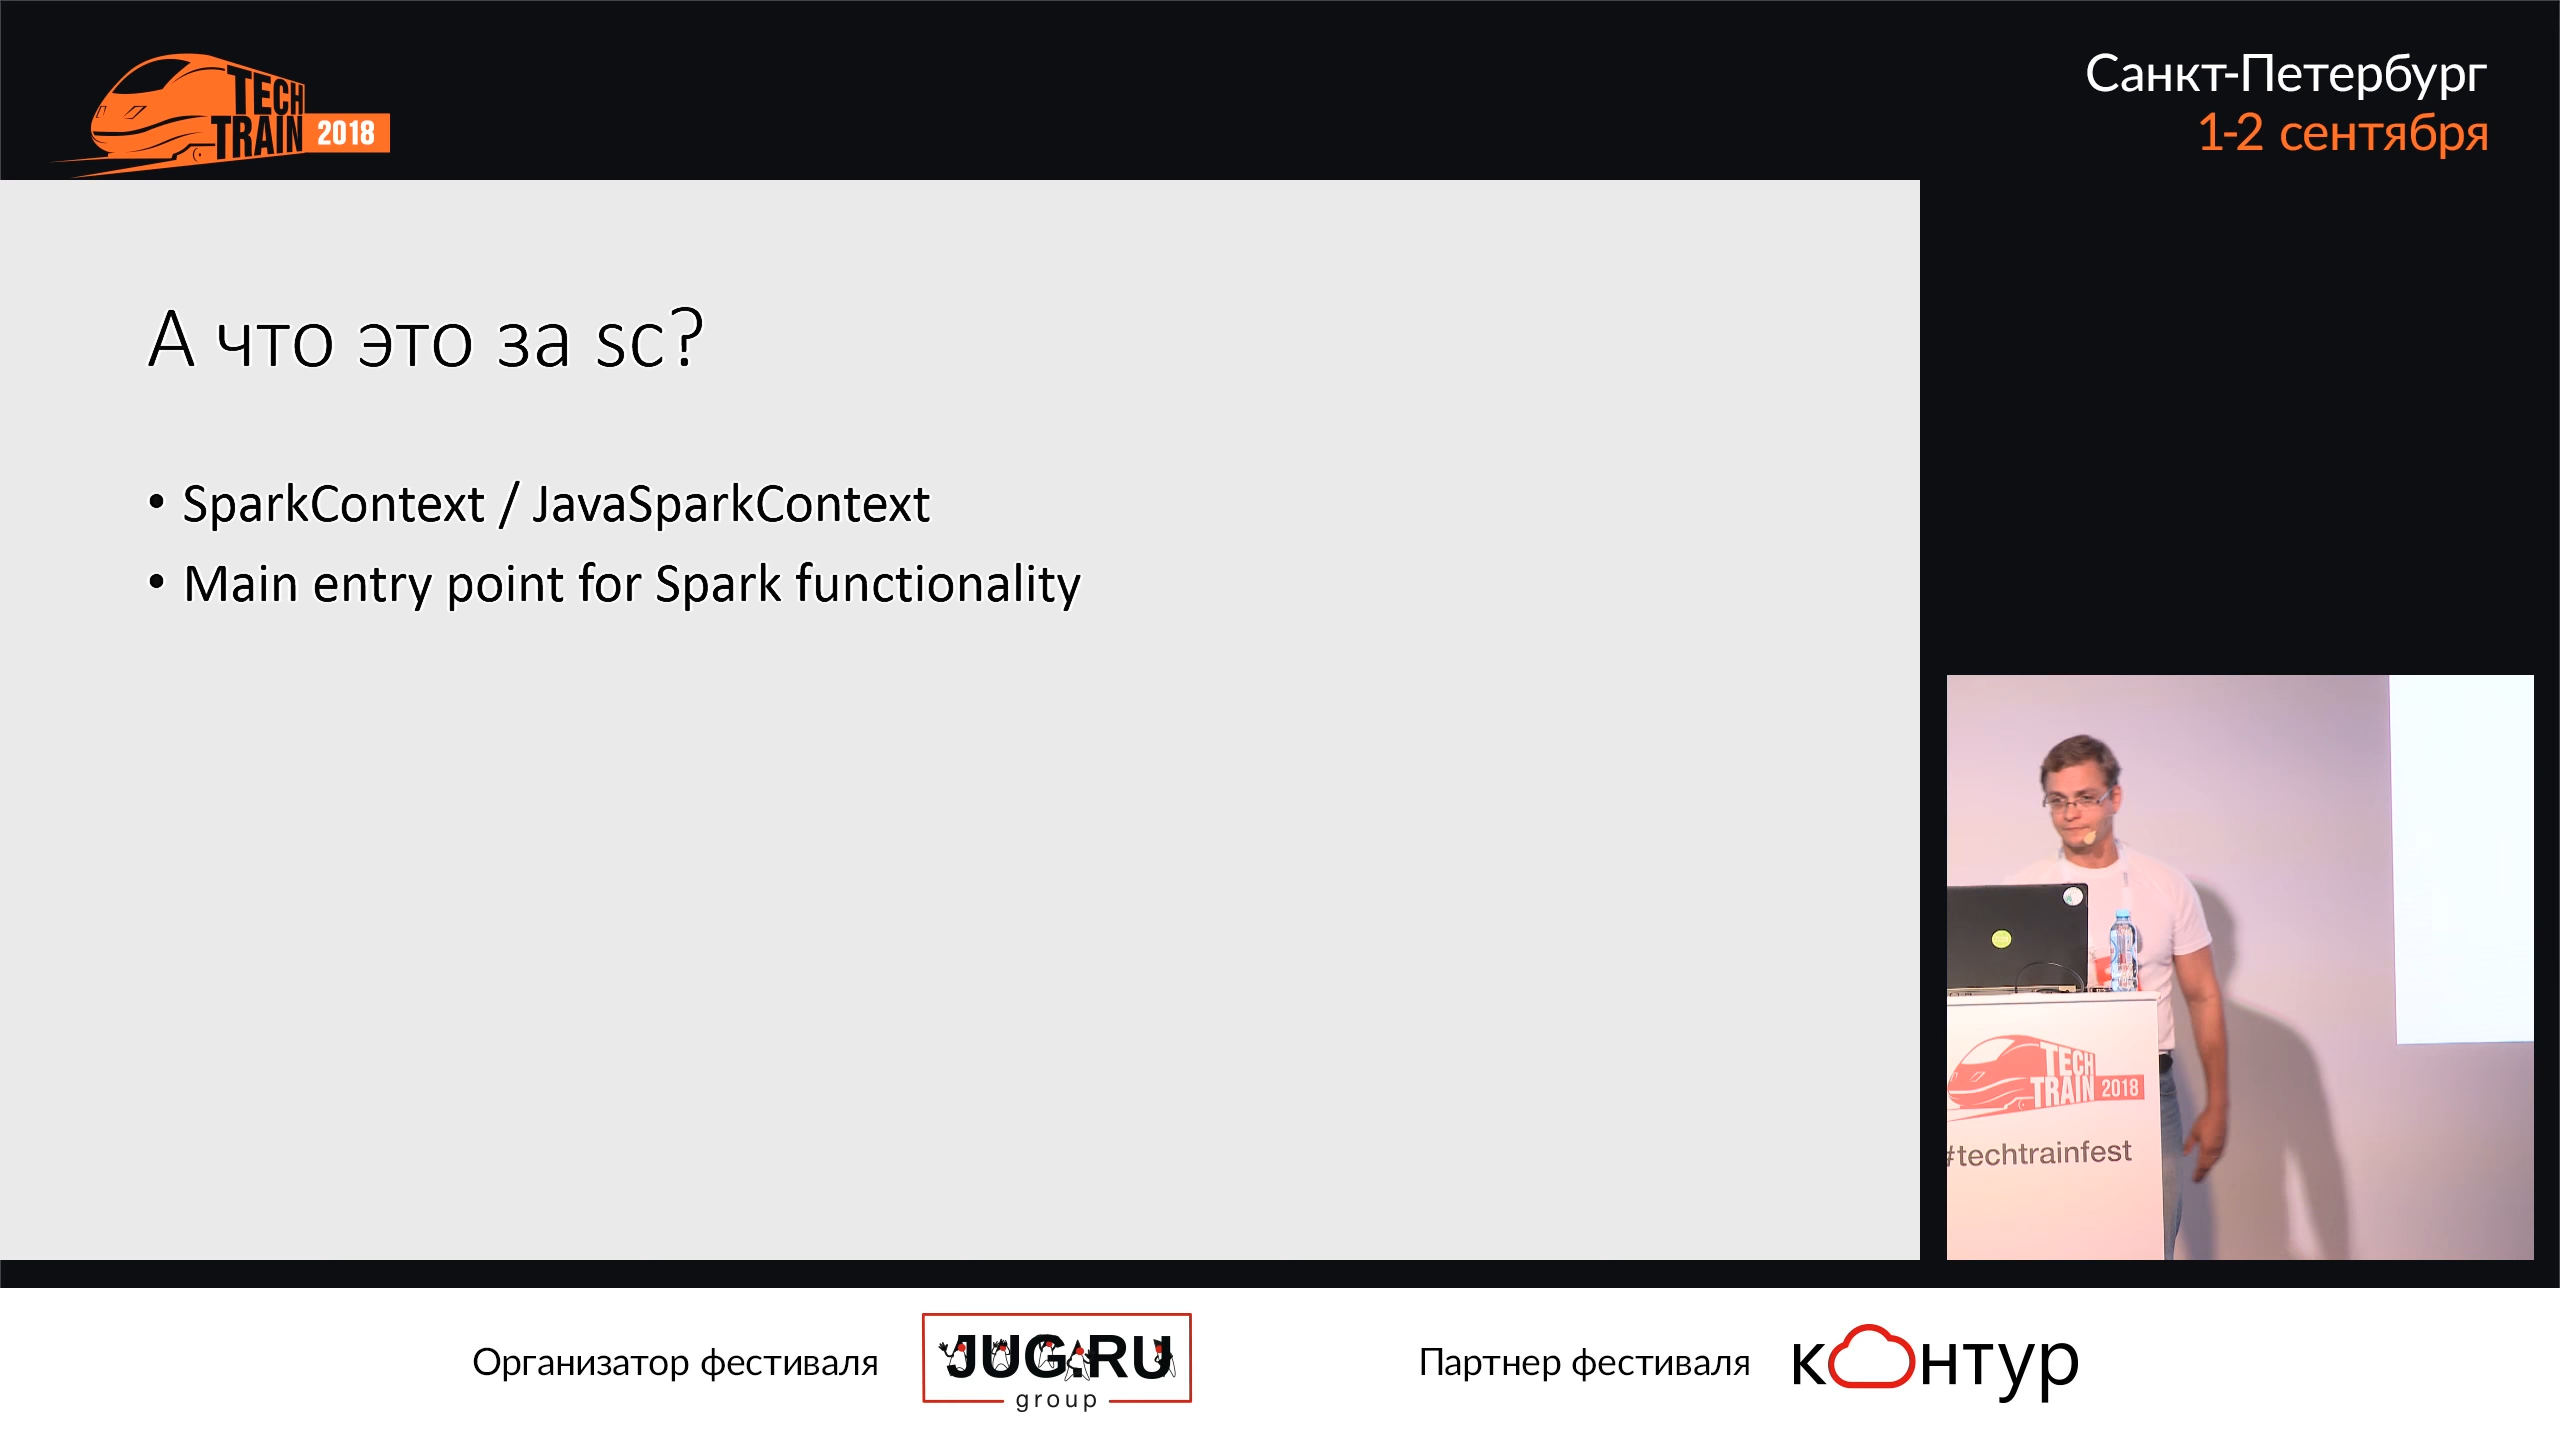 TECH
TRAIN 2018
Санкт-Петербург
1-2 сентября
А что это за sc?
• SparkContext / JavaSparkContext
• Main entry point for Spark functionality
TECH
TRAIN 2018
#techtrainfest
Организатор фестиваля
JUG.RU
group
Партнер фестиваля
контур